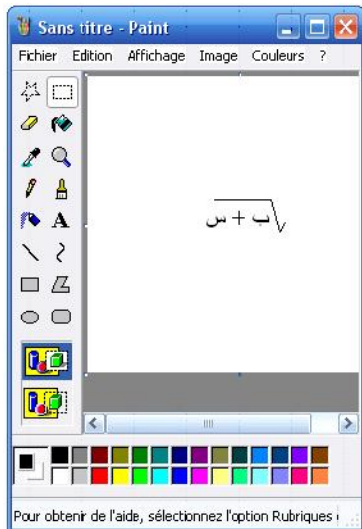 Sans titre - Paint
Fichier Edition Affichage Image Couleurs ?
A
√ب + س
Pour obtenir de l'aide, sélectionnez l'option Rubriques